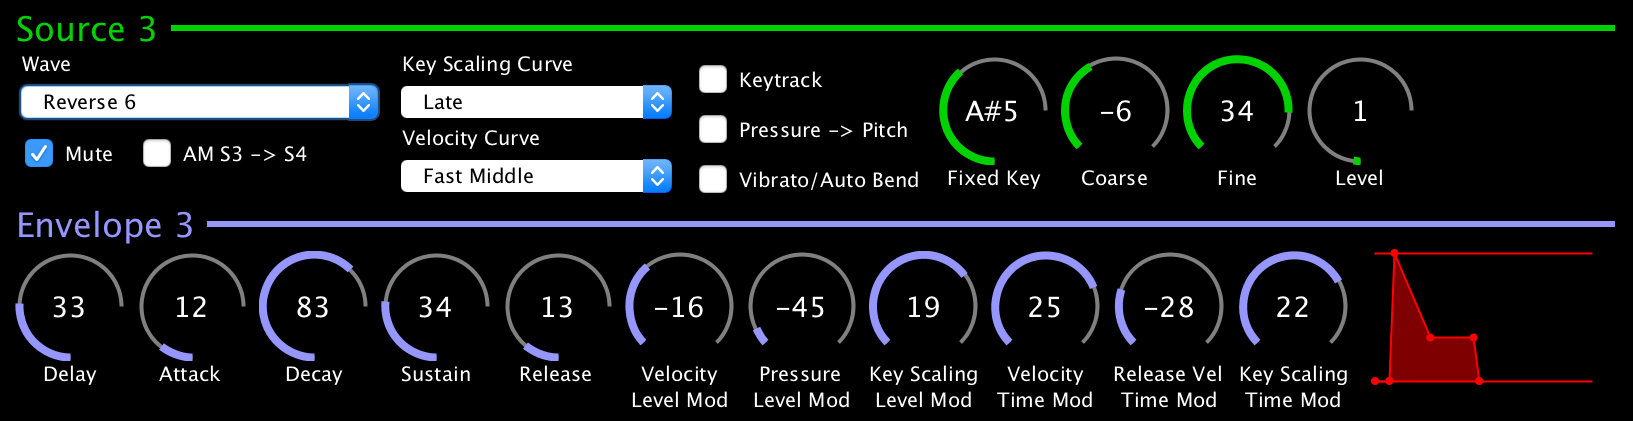 Source 3
Wave
Reverse 6
Mute
AM S3 -> S4
Key Scaling Curve
Late
Velocity Curve
Fast Middle
Keytrack
Pressure -> Pitch
Vibrato/Auto Bend
A#5
Fixed Key
-6
Coarse
34
Fine
1
Level
Envelope 3
33
Delay
12
Attack
83
Decay
34
Sustain
13
Release
-16
Velocity
Level Mod
-45
Pressure
Level Mod
19
Key Scaling
Level Mod
25
Velocity
Time Mod
-28
Release Vel
Time Mod
22
Key Scaling
Time Mod